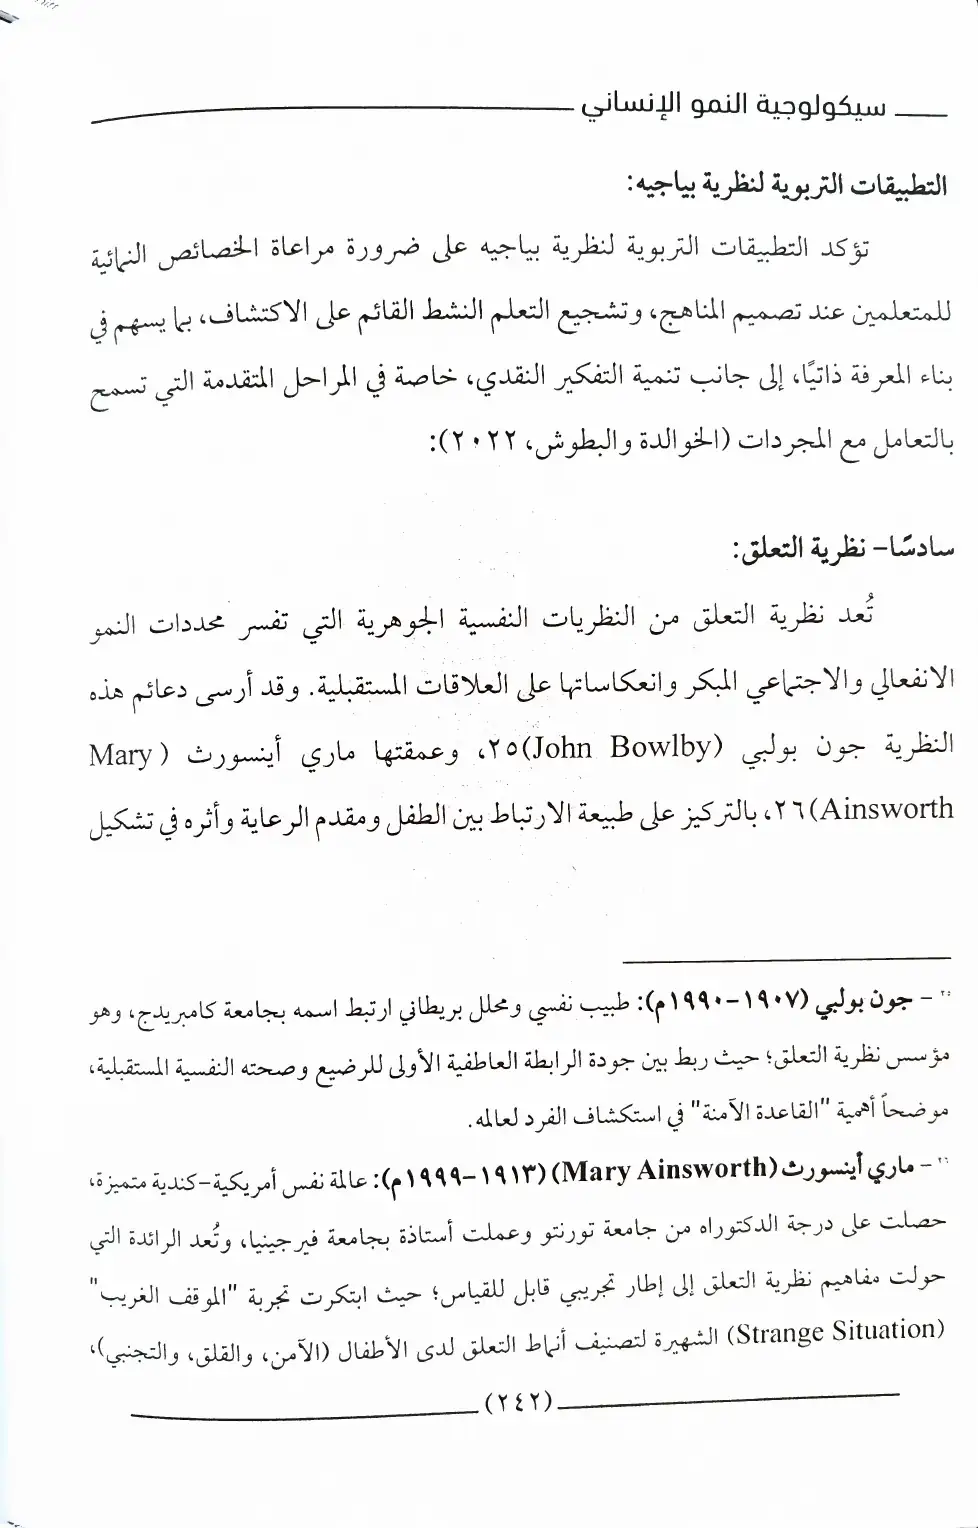 سيكولوجية النمو الإنساني
التطبيقات التربوية لنظرية بياجيه:
تؤكد التطبيقات التربوية لنظرية بياجيه على ضرورة مراعاة الخصائص النمائية
للمتعلمين عند تصميم المناهج، وتشجيع التعلم النشط القائم على الاكتشاف، بما يسهم في
بناء المعرفة ذاتيًا، إلى جانب تنمية التفكير النقدي، خاصة في المراحل المتقدمة التي تسمح
بالتعامل مع المجردات (الخوالدة والبطوش، ٢٠٢٢):
سادسًا- نظرية التعلق:
تُعد نظرية التعلق من النظريات النفسية الجوهرية التي تفسر محددات النمو
الانفعالي والاجتماعي المبكر وانعكاساتها على العلاقات المستقبلية. وقد أرسى دعائم هذه
النظرية جون بولبي (John Bowlby)٢٥، وعمقتها ماري أينسورث (Mary
Ainsworth)٢٦، بالتركيز على طبيعة الارتباط بين الطفل ومقدم الرعاية وأثره في تشكيل
٢٥ - جون بولبي (١٩٠٧-١٩٩٠م): طبيب نفسي ومحلل بريطاني ارتبط اسمه بجامعة كامبريدج، وهو
مؤسس نظرية التعلق؛ حيث ربط بين جودة الرابطة العاطفية الأولى للرضيع وصحته النفسية المستقبلية،
موضحاً أهمية "القاعدة الآمنة" في استكشاف الفرد لعالمه.
٢٦ - ماري أينسورث (Mary Ainsworth) (١٩١٣-١٩٩٩م): عالمة نفس أمريكية-كندية متميزة،
حصلت على درجة الدكتوراه من جامعة تورنتو وعملت أستاذة بجامعة فيرجينيا، وتُعد الرائدة التي
حولت مفاهيم نظرية التعلق إلى إطار تجريبي قابل للقياس؛ حيث ابتكرت تجربة "الموقف الغريب"
(Strange Situation) الشهيرة لتصنيف أنماط التعلق لدى الأطفال (الآمن، والقلق، والتجنبي)،
(٢٤٢)